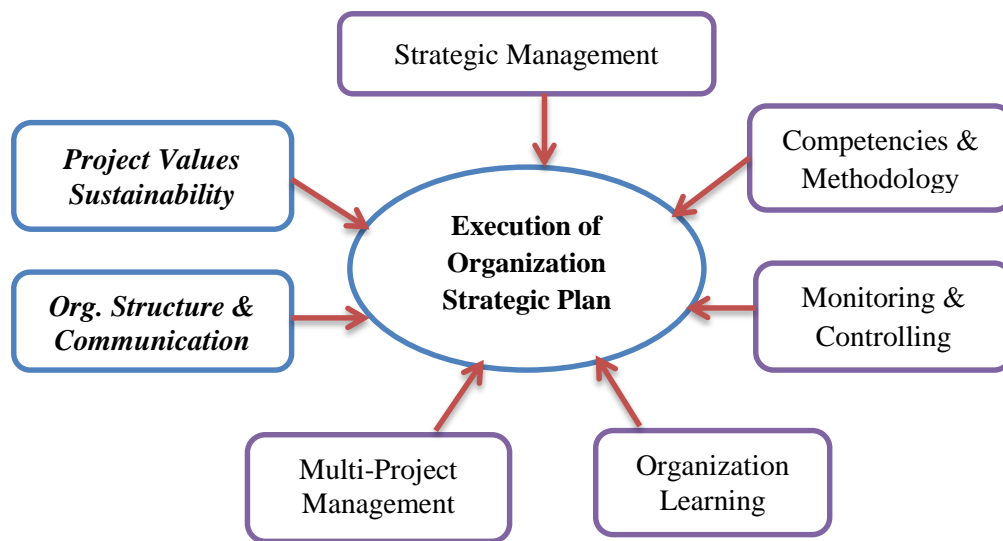 Strategic Management
Project Values
Sustainability
Competencies &
Methodology
Execution of
Organization
Strategic Plan
Org. Structure &
Communication
Monitoring &
Controlling
Multi-Project
Management
Organization
Learning